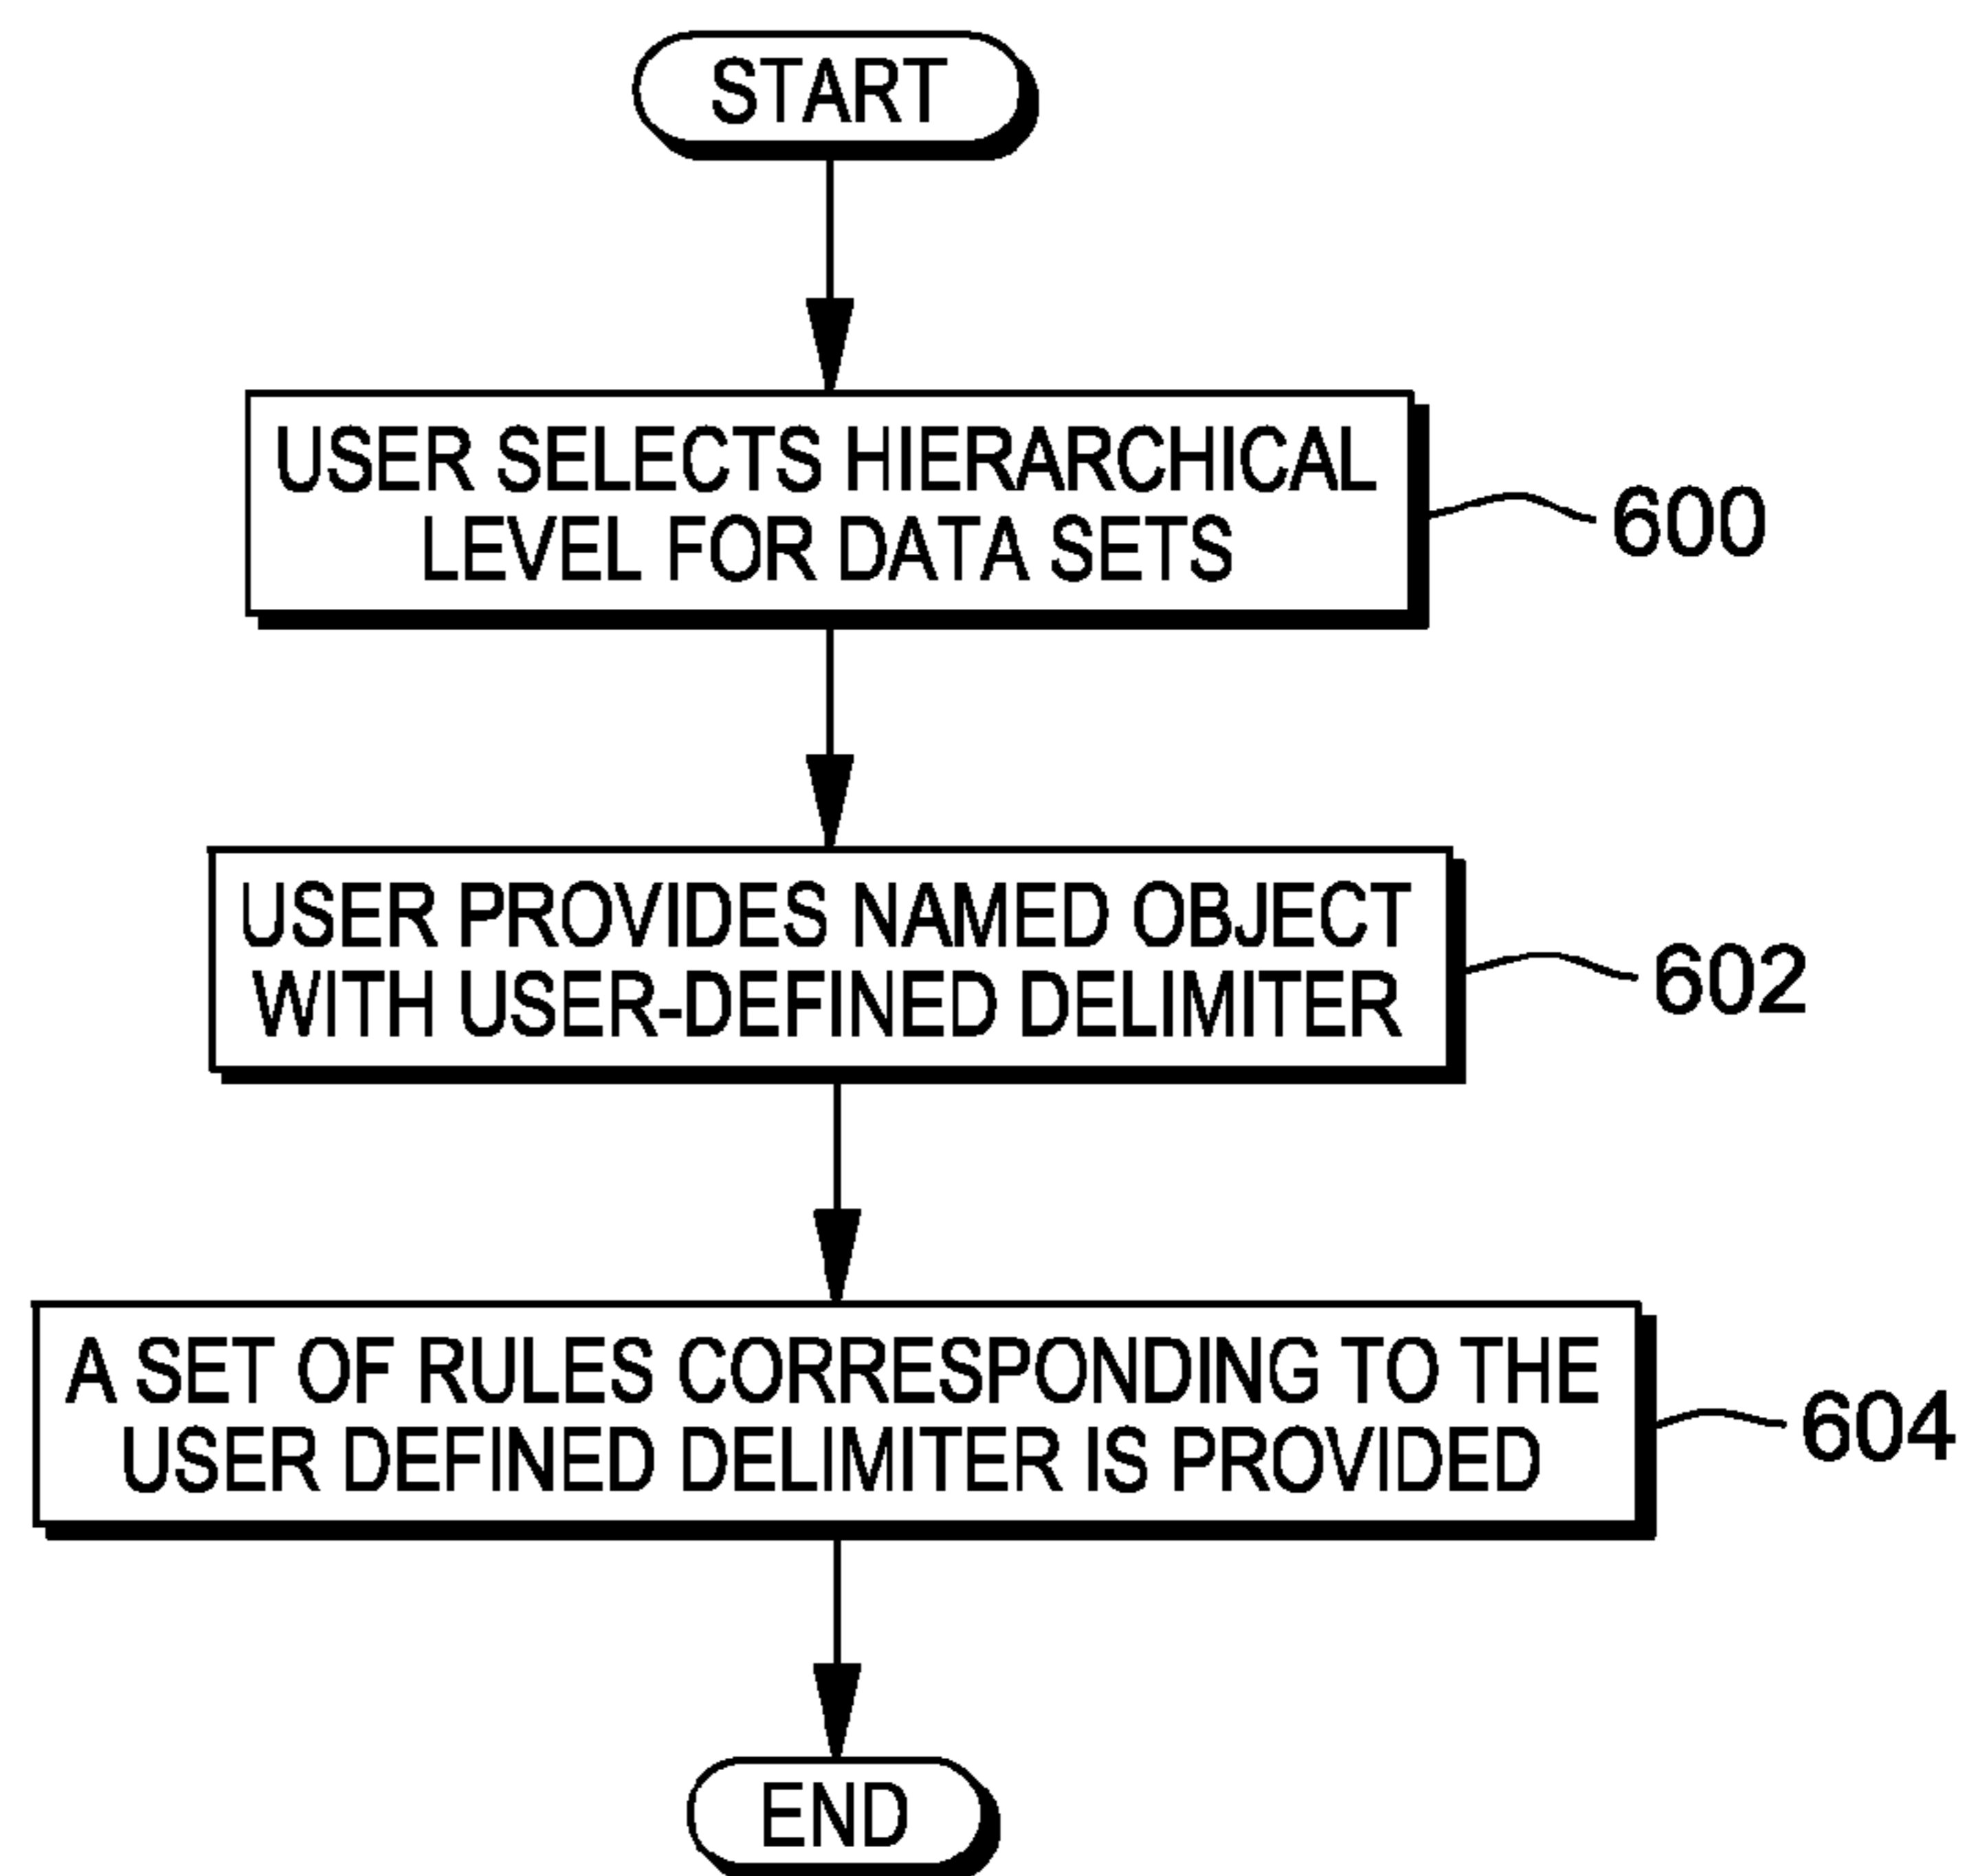 START
USER SELECTS HIERARCHICAL
LEVEL FOR DATA SETS
600
USER PROVIDES NAMED OBJECT
WITH USER-DEFINED DELIMITER
602
A SET OF RULES CORRESPONDING TO THE
USER DEFINED DELIMITER IS PROVIDED
604
END